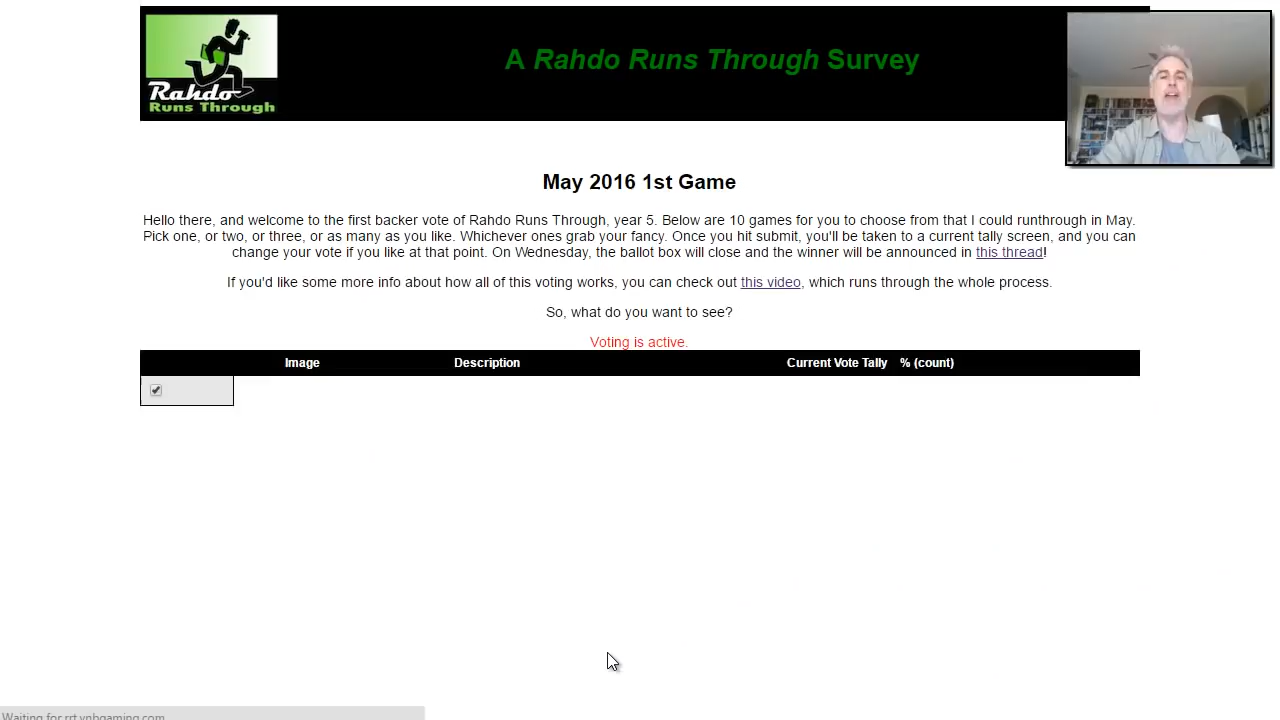 A Rahdo Runs Through Survey
Rahdo
Runs Through
May 2016 1st Game
Hello there, and welcome to the first backer vote of Rahdo Runs Through, year 5. Below are 10 games for you to choose from that I could runthrough in May.
Pick one, or two, or three, or as many as you like. Whichever ones grab your fancy. Once you hit submit, you'll be taken to a current tally screen, and you can
change your vote if you like at that point. On Wednesday, the ballot box will close and the winner will be announced in this thread!
If you'd like some more info about how all of this voting works, you can check out this video, which runs through the whole process.
So, what do you want to see?
Voting is active.
Image Description Current Vote Tally % (count)
Waiting for rrt.vnbgaming.com